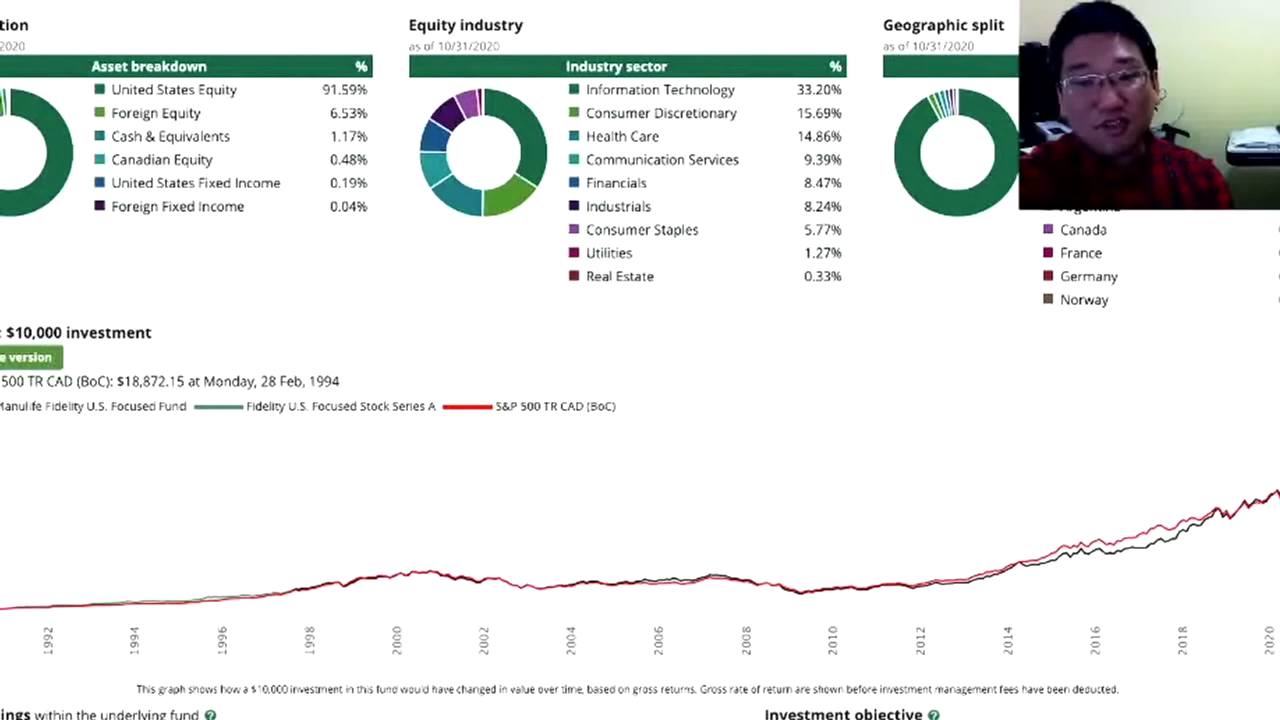 tion
2020
Asset breakdown %
United States Equity 91.59%
Foreign Equity 6.53%
Cash & Equivalents 1.17%
Canadian Equity 0.48%
United States Fixed Income 0.19%
Foreign Fixed Income 0.04%
Equity industry
as of 10/31/2020
Industry sector %
Information Technology 33.20%
Consumer Discretionary 15.69%
Health Care 14.86%
Communication Services 9.39%
Financials 8.47%
Industrials 8.24%
Consumer Staples 5.77%
Utilities 1.27%
Real Estate 0.33%
Geographic split
as of 10/31/2020
Canada
France
Germany
Norway
: $10,000 investment
e version
500 TR CAD (BoC): $18,872.15 at Monday, 28 Feb, 1994
Manulife Fidelity U.S. Focused Fund Fidelity U.S. Focused Stock Series A S&P 500 TR CAD (BoC)
1992 1994 1996 1998 2000 2002 2004 2006 2008 2010 2012 2014 2016 2018 2020
This graph shows how a $10,000 investment in this fund would have changed in value over time, based on gross returns. Gross rate of return are shown before investment management fees have been deducted.
ings within the underlying fund ?
Investment objective ?